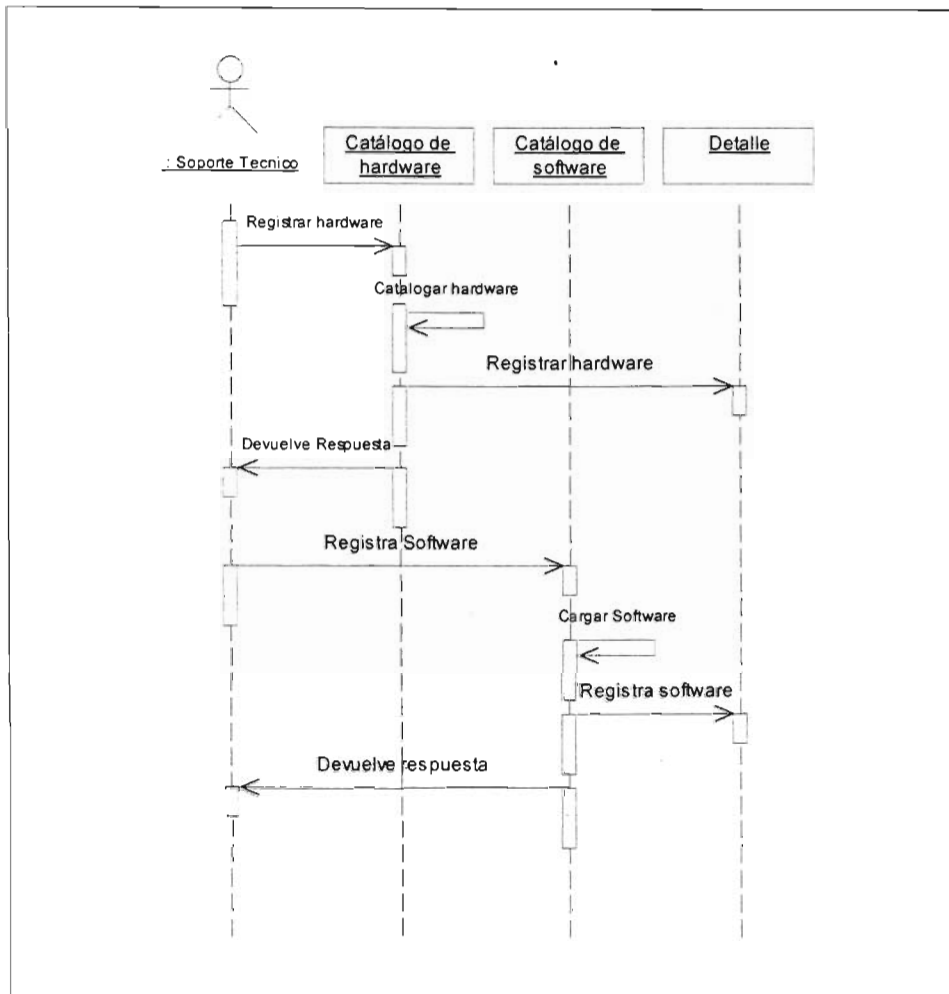 : Soporte Tecnico
Catálogo de
hardware
Catálogo de
software
Detalle
Registrar hardware
Catalogar hardware
Registrar hardware
Devuelve Respuesta
Registra Software
Cargar Software
Registra software
Devuelve respuesta